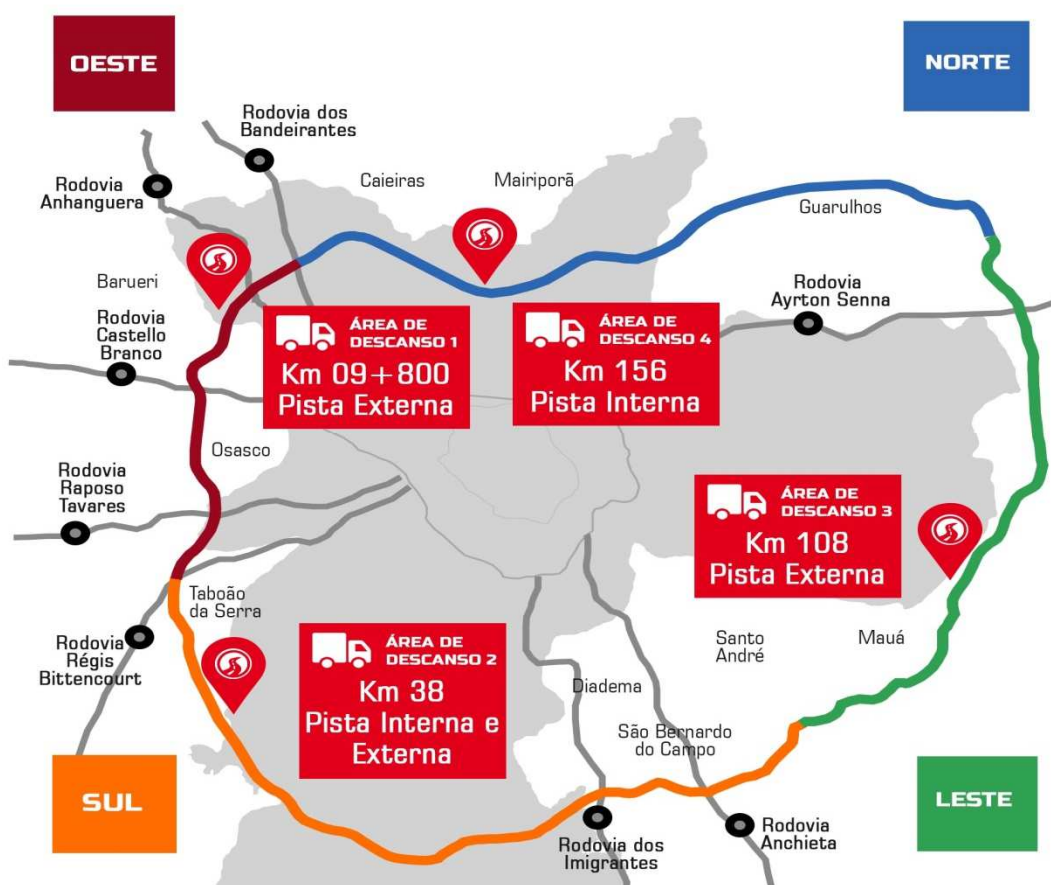 OESTE
NORTE
Rodovia dos
Bandeirantes
Rodovia
Anhanguera
Caieiras
Mairiporã
Guarulhos
Barueri
Rodovia
Castello
Branco
Rodovia
Ayrton Senna
ÁREA DE
DESCANSO 1
Km 09+800
Pista Externa
ÁREA DE
DESCANSO 4
Km 156
Pista Interna
Osasco
Rodovia
Raposo
Tavares
ÁREA DE
DESCANSO 3
Km 108
Pista Externa
Taboão
da Serra
Rodovia
Régis
Bittencourt
ÁREA DE
DESCANSO 2
Km 38
Pista Interna e
Externa
Santo
André
Mauá
Diadema
São Bernardo
do Campo
SUL
LESTE
Rodovia dos
Imigrantes
Rodovia
Anchieta